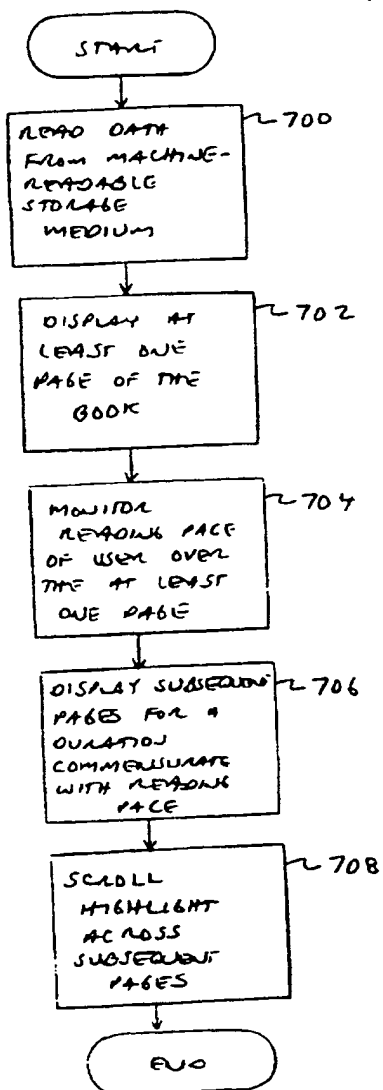 START
700
READ DATA
FROM MACHINE-
READABLE
STORAGE
MEDIUM
702
DISPLAY AT
LEAST ONE
PAGE OF THE
BOOK
704
MONITOR
READING PACE
OF USER OVER
THE AT LEAST
ONE PAGE
706
DISPLAY SUBSEQUENT
PAGES FOR A
DURATION
COMMENSURATE
WITH READING
PACE
708
SCROLL
HIGHLIGHT
ACROSS
SUBSEQUENT
PAGES
END